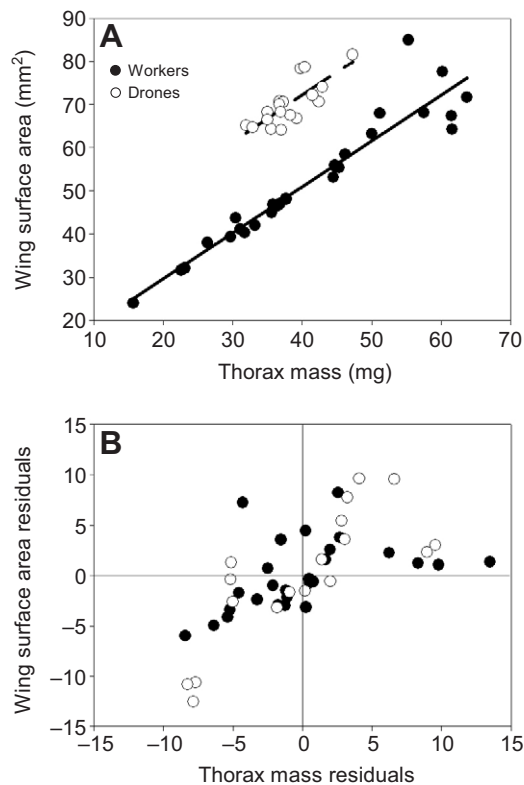 A
Workers
Drones
Wing surface area (mm²)
90
80
70
60
50
40
30
20
10 20 30 40 50 60 70
Thorax mass (mg)
B
Wing surface area residuals
15
10
5
0
–5
–10
–15
–15 –10 –5 0 5 10 15
Thorax mass residuals